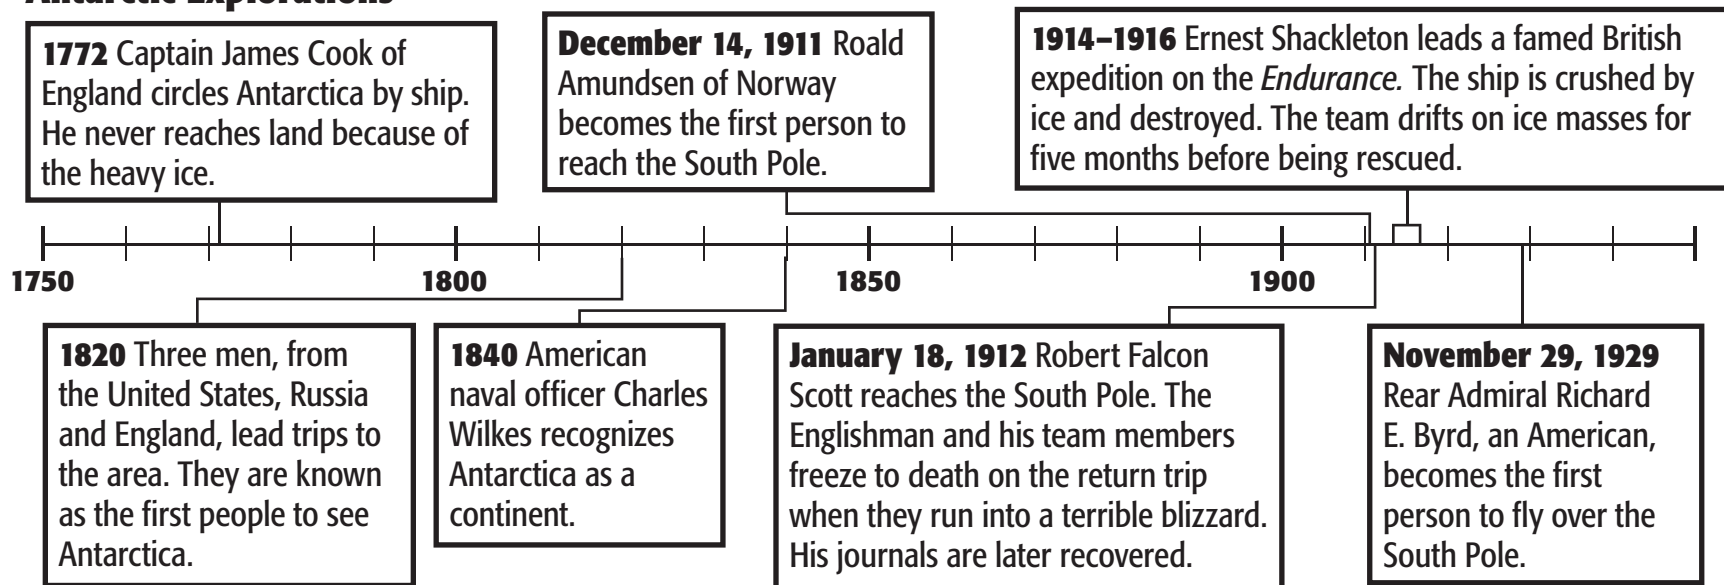 Antarctic Explorations
1772 Captain James Cook of
England circles Antarctica by ship.
He never reaches land because of
the heavy ice.
December 14, 1911 Roald
Amundsen of Norway
becomes the first person to
reach the South Pole.
1914–1916 Ernest Shackleton leads a famed British
expedition on the Endurance. The ship is crushed by
ice and destroyed. The team drifts on ice masses for
five months before being rescued.
1750
1800
1850
1900
1820 Three men, from
the United States, Russia
and England, lead trips to
the area. They are known
as the first people to see
Antarctica.
1840 American
naval officer Charles
Wilkes recognizes
Antarctica as a
continent.
January 18, 1912 Robert Falcon
Scott reaches the South Pole. The
Englishman and his team members
freeze to death on the return trip
when they run into a terrible blizzard.
His journals are later recovered.
November 29, 1929
Rear Admiral Richard
E. Byrd, an American,
becomes the first
person to fly over the
South Pole.